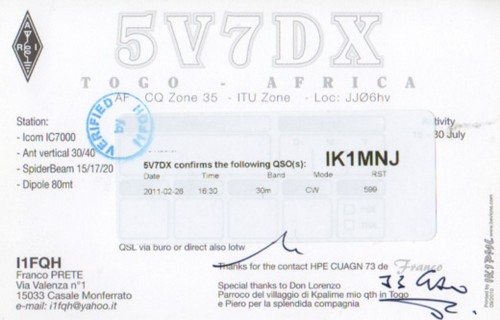 5V7DX
TOGO - AFRICA
AF - CQ Zone 35 - ITU Zone - Loc: JJØ6hv
ARI
VERIFIED
Station:
- Icom IC7000
- Ant vertical 30/40
- SpiderBeam 15/17/20
- Dipole 80mt
30 July
5V7DX confirms the following QSO(s): IK1MNJ
Date Time Band Mode RST
2011-02-26 16:30 30m CW 599
QSL via buro or direct also lotw
Thanks for the contact HPE CUAGN 73 de Franco
73
I1FQH
Franco PRETE
Via Valenza n°1
15033 Casale Monferrato
e-mail: i1fqh@yahoo.it
Special thanks to Don Lorenzo
Parroco del villaggio di Kpalime mio qth in Togo
e Piero per la splendida compagnia